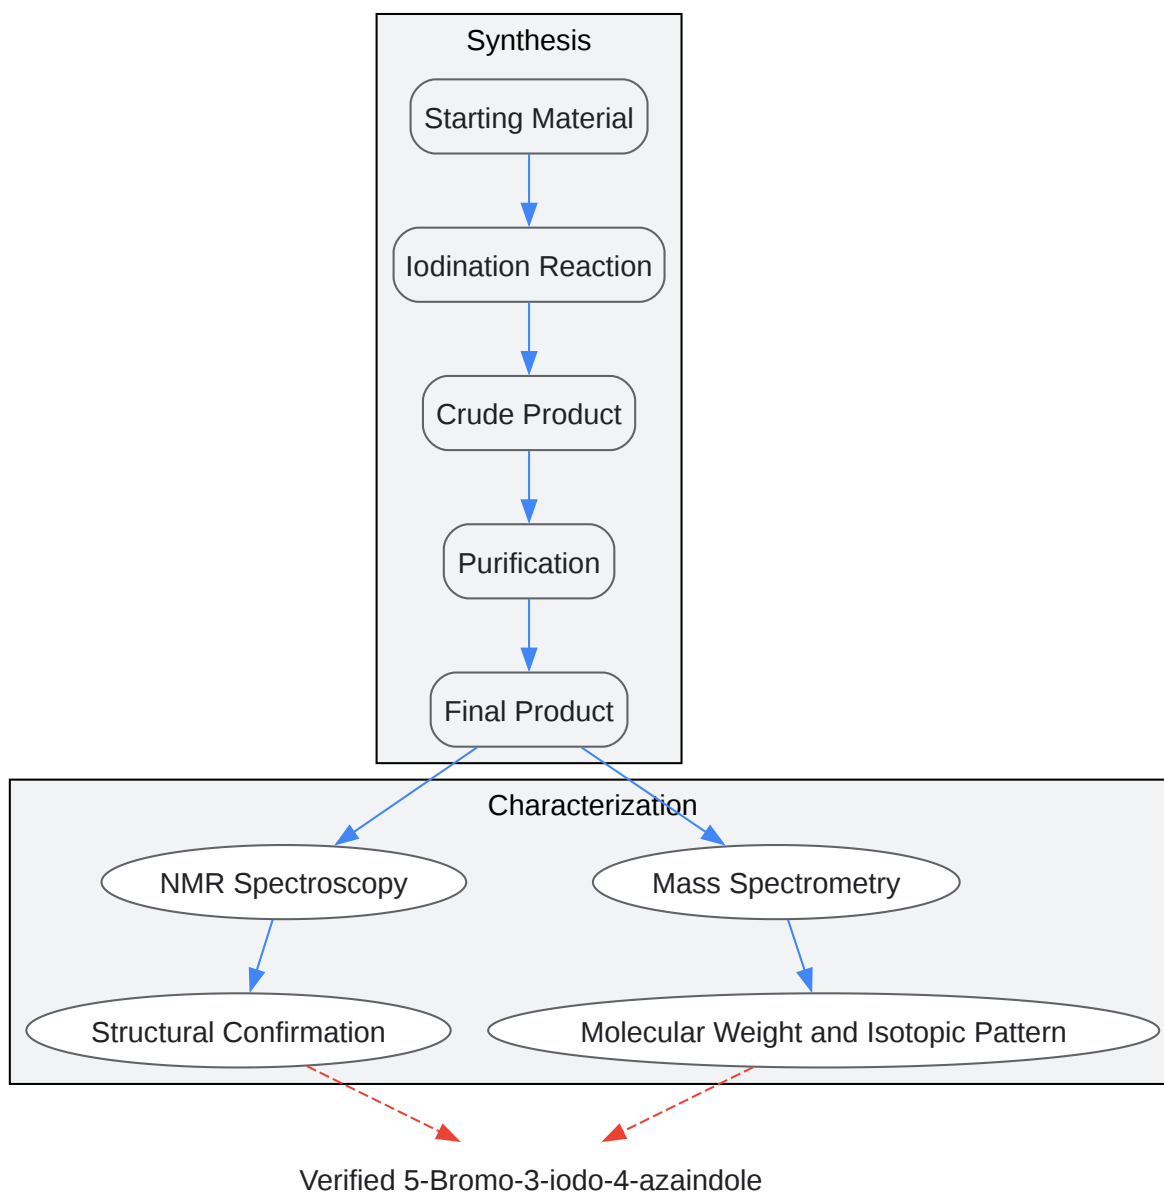 Synthesis
Starting Material
Iodination Reaction
Crude Product
Purification
Final Product
Characterization
NMR Spectroscopy
Mass Spectrometry
Structural Confirmation
Molecular Weight and Isotopic Pattern
Verified 5-Bromo-3-iodo-4-azaindole